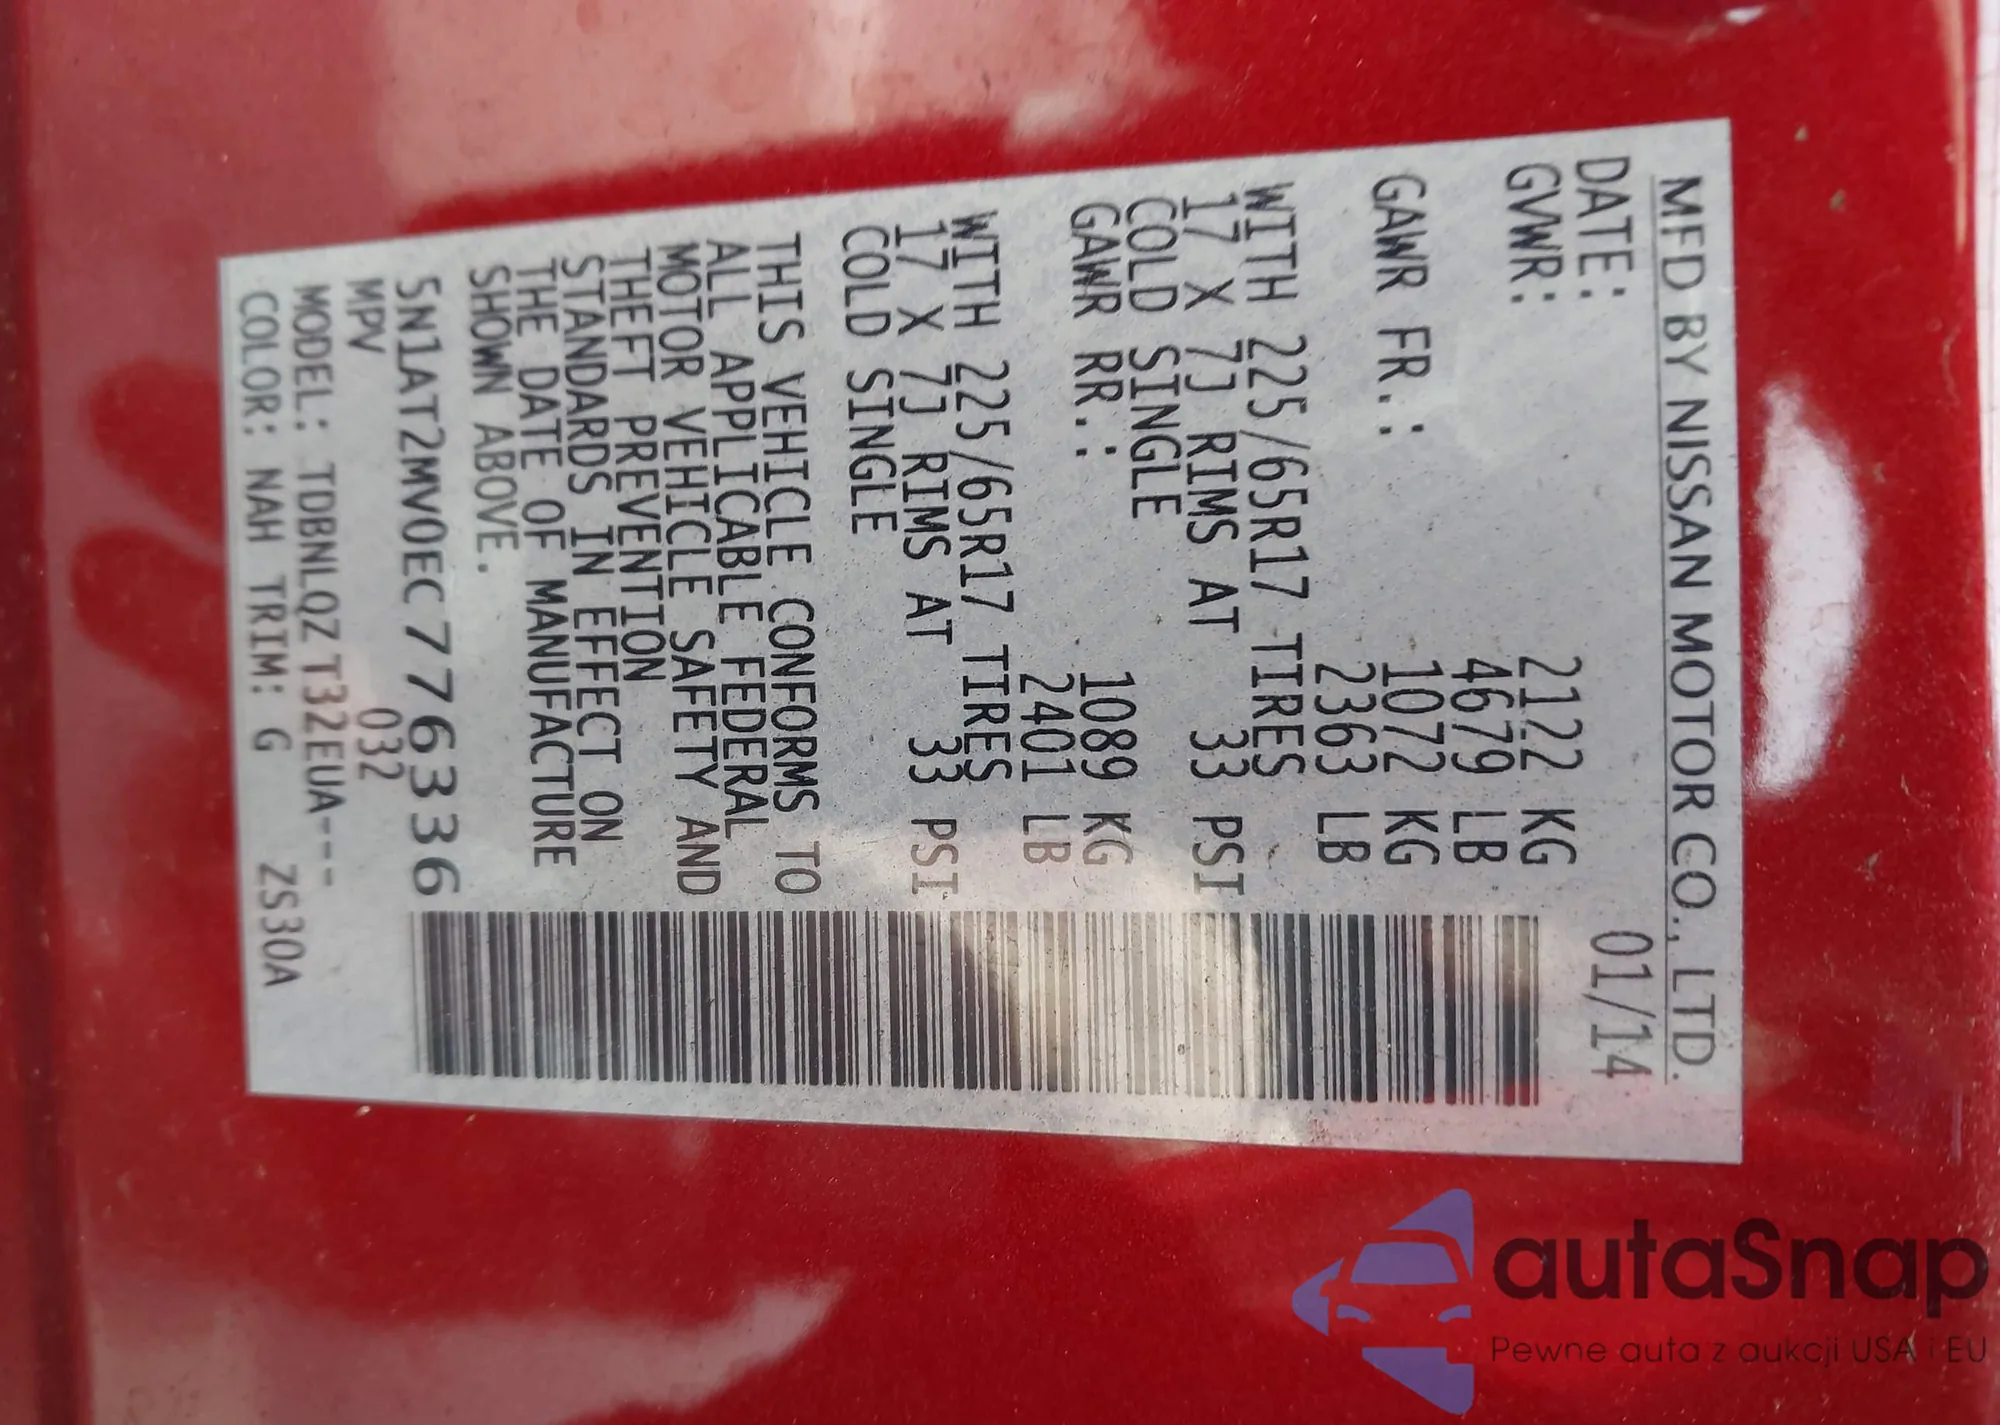 MFD BY NISSAN MOTOR CO., LTD.
DATE: 01/14
GVWR: 2122 KG
4679 LB
GAWR FR.: 1072 KG
2363 LB
WITH 225/65R17 TIRES
17 X 7J RIMS AT 33 PSI
COLD SINGLE
GAWR RR.: 1089 KG
2401 LB
WITH 225/65R17 TIRES
17 X 7J RIMS AT 33 PSI
COLD SINGLE
THIS VEHICLE CONFORMS TO
ALL APPLICABLE FEDERAL
MOTOR VEHICLE SAFETY AND
THEFT PREVENTION
STANDARDS IN EFFECT ON
THE DATE OF MANUFACTURE
SHOWN ABOVE.
5N1AT2MV0EC776336
MPV 032
MODEL: TDBNLQZ T32EUA---
COLOR: NAH TRIM: G ZS30A
autaSnap
Pewne auta z aukcji USA i EU